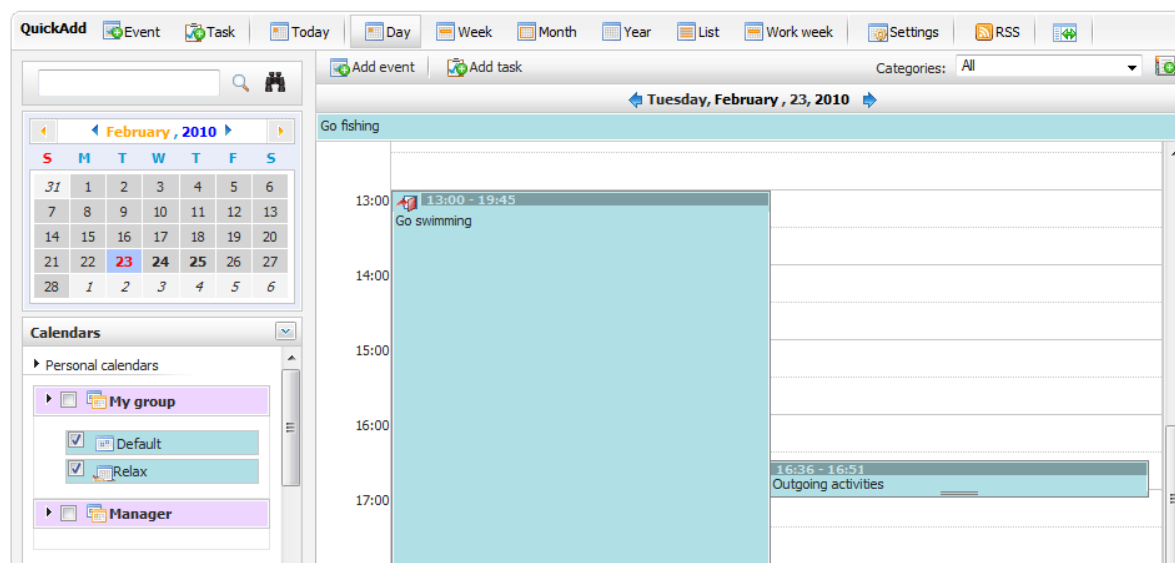 QuickAdd Event Task Today Day Week Month Year List Work week Settings RSS
Add event Add task Categories: All
Tuesday, February , 23, 2010
February , 2010
S M T W T F S
31 1 2 3 4 5 6
7 8 9 10 11 12 13
14 15 16 17 18 19 20
21 22 23 24 25 26 27
28 1 2 3 4 5 6
Calendars
Personal calendars
My group
Default
Relax
Manager
Go fishing
13:00
13:00 - 19:45
Go swimming
14:00
15:00
16:00
16:36 - 16:51
Outgoing activities
17:00